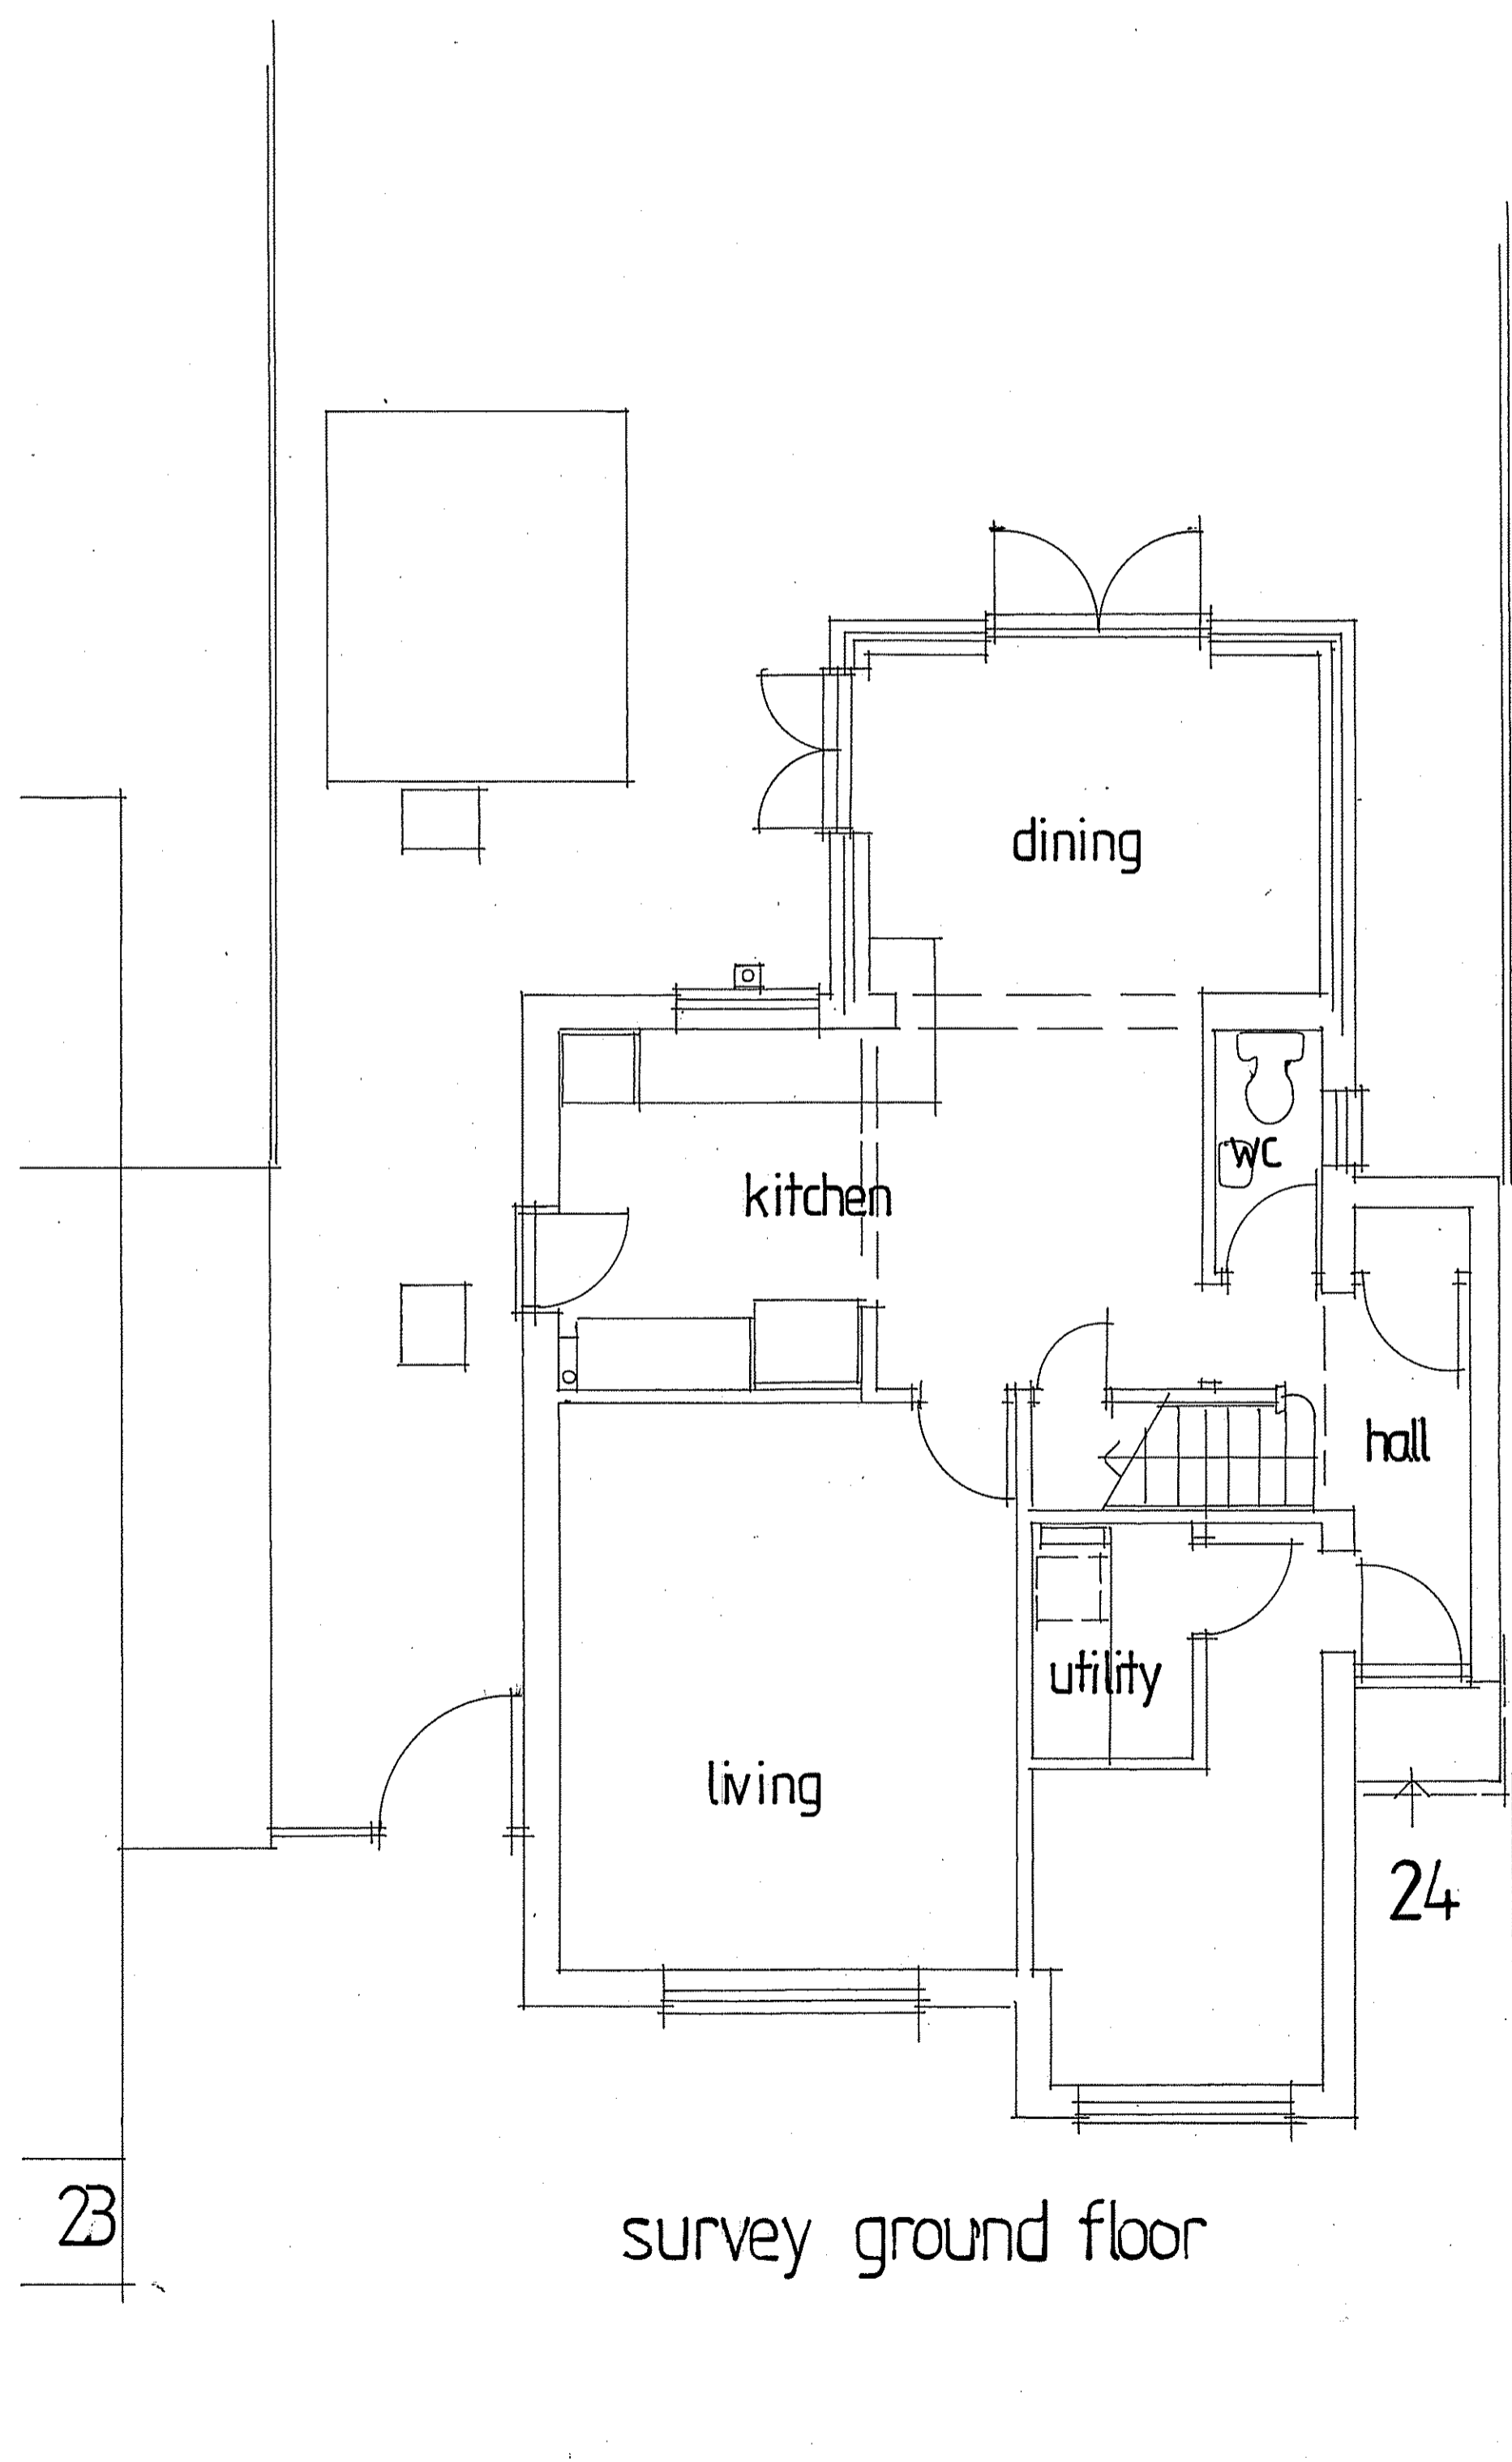 dining
WC
kitchen
hall
utility
living
24
23
survey ground floor